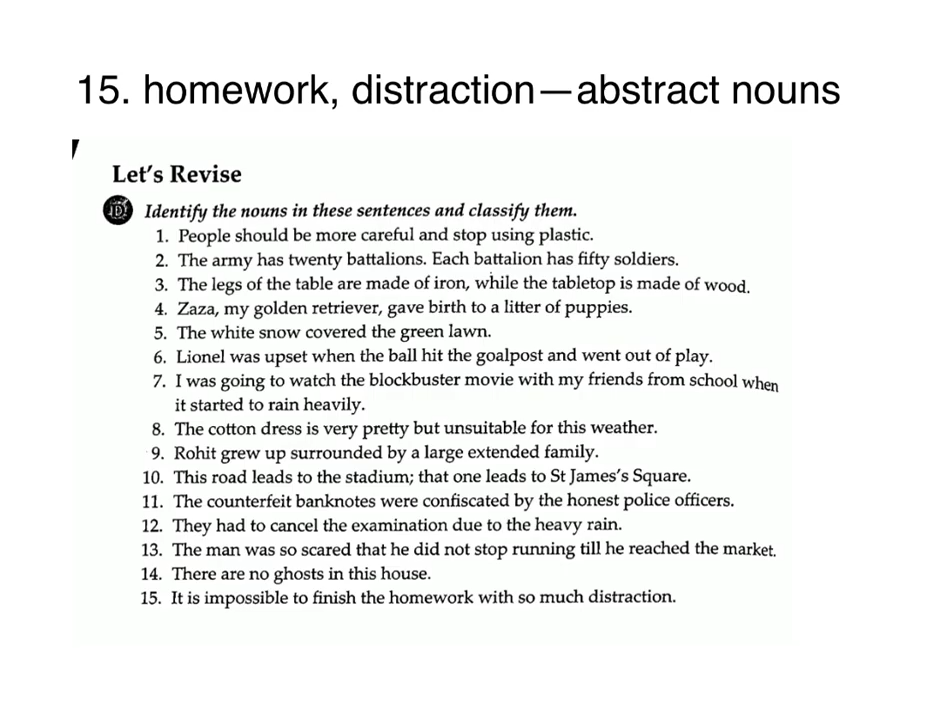 15. homework, distraction—abstract nouns
Let's Revise
D
Identify the nouns in these sentences and classify them.
1. People should be more careful and stop using plastic.
2. The army has twenty battalions. Each battalion has fifty soldiers.
3. The legs of the table are made of iron, while the tabletop is made of wood.
4. Zaza, my golden retriever, gave birth to a litter of puppies.
5. The white snow covered the green lawn.
6. Lionel was upset when the ball hit the goalpost and went out of play.
7. I was going to watch the blockbuster movie with my friends from school when
it started to rain heavily.
8. The cotton dress is very pretty but unsuitable for this weather.
9. Rohit grew up surrounded by a large extended family.
10. This road leads to the stadium; that one leads to St James's Square.
11. The counterfeit banknotes were confiscated by the honest police officers.
12. They had to cancel the examination due to the heavy rain.
13. The man was so scared that he did not stop running till he reached the market.
14. There are no ghosts in this house.
15. It is impossible to finish the homework with so much distraction.